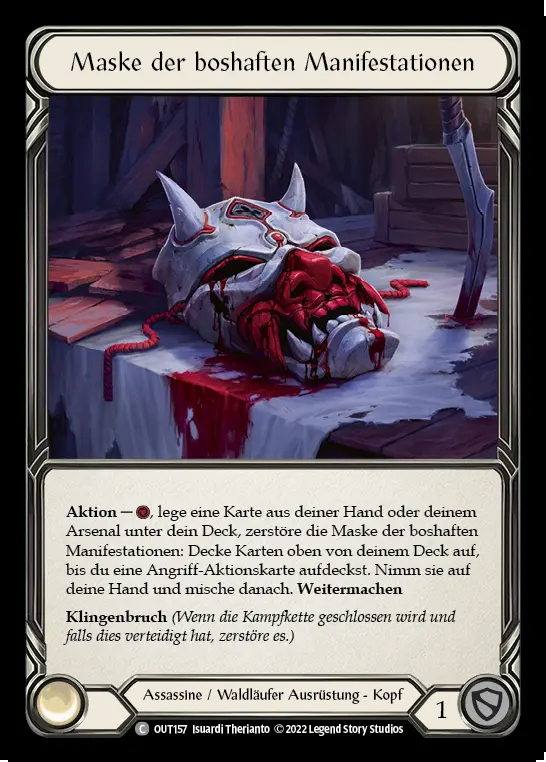 Maske der boshaften Manifestationen
Aktion — , lege eine Karte aus deiner Hand oder deinem
Arsenal unter dein Deck, zerstöre die Maske der boshaften
Manifestationen: Decke Karten oben von deinem Deck auf,
bis du eine Angriff-Aktionskarte aufdeckst. Nimm sie auf
deine Hand und mische danach. Weitermachen
Klingenbruch (Wenn die Kampfkette geschlossen wird und
falls dies verteidigt hat, zerstöre es.)
Assassine / Waldläufer Ausrüstung - Kopf
1
C OUT157 Isuardi Therianto © 2022 Legend Story Studios